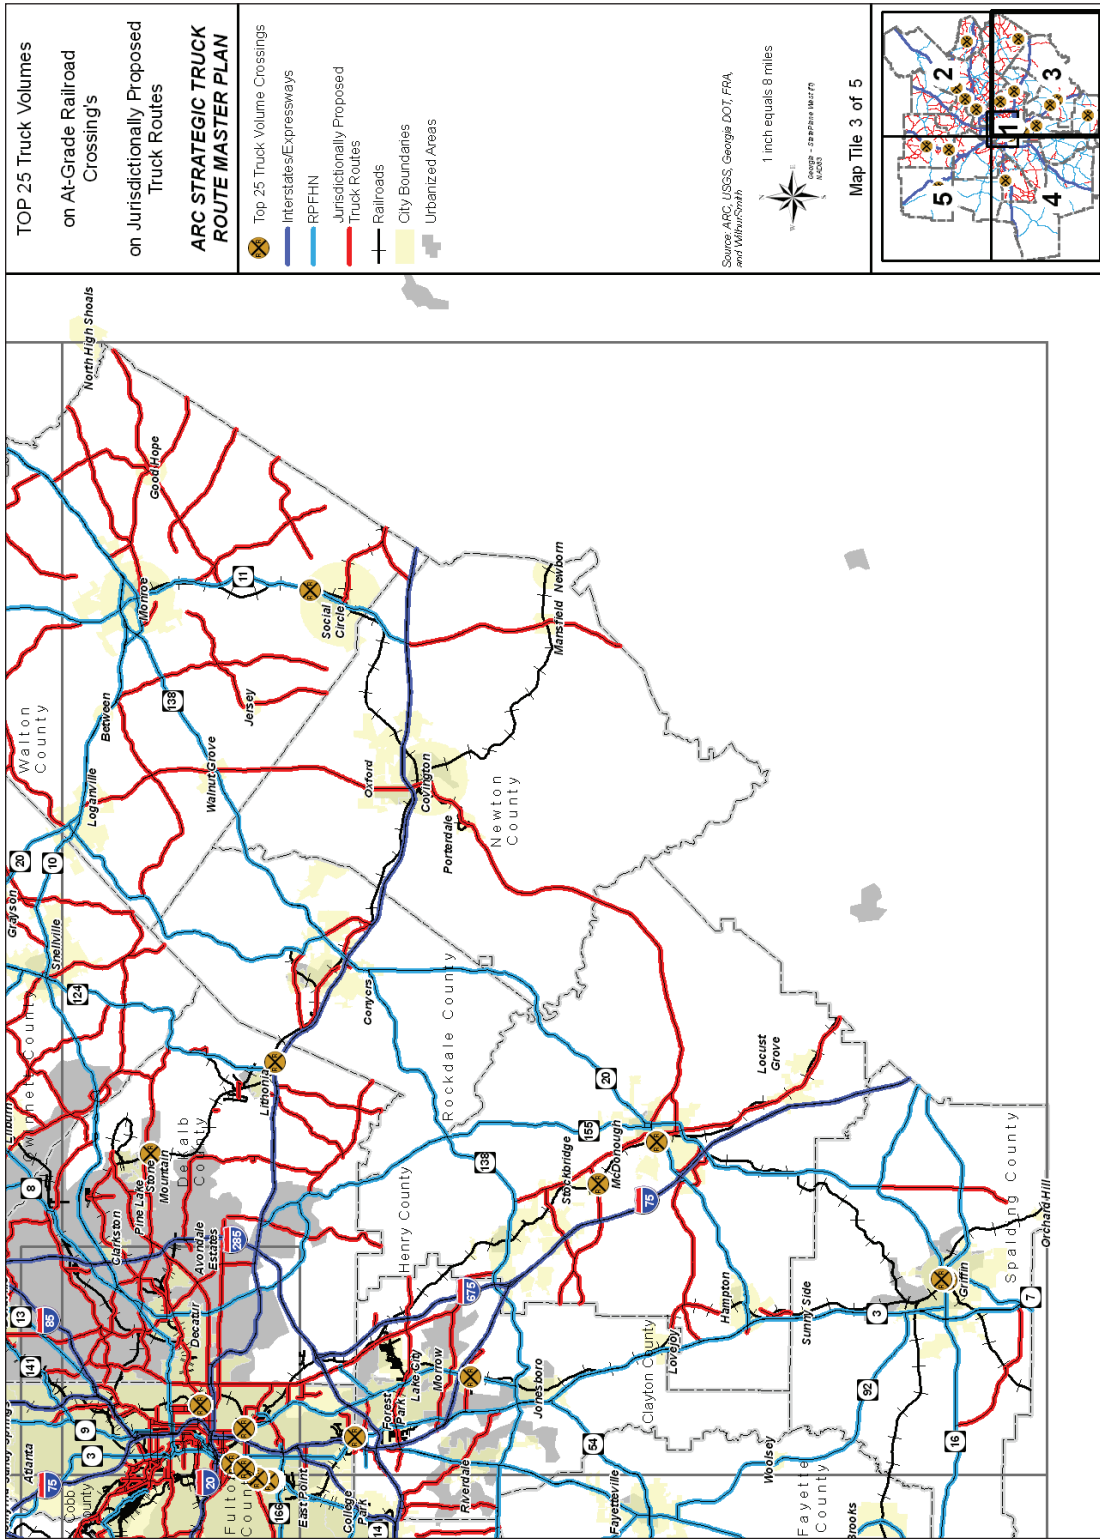 TOP 25 Truck Volumes
on At-Grade Railroad
Crossing's
on Jurisdictionally Proposed
Truck Routes
ARC STRATEGIC TRUCK
ROUTE MASTER PLAN
Top 25 Truck Volume Crossings
Interstates/Expressways
RPFHN
Jurisdictionally Proposed
Truck Routes
Railroads
City Boundaries
Urbanized Areas
Source: ARC, USGS, Georgia DOT, FRA,
and WilburSmith
1 inch equals 8 miles
Georgia - StatePlane West Ft
NAD83
Map Tile 3 of 5
1
2
3
4
5
North High Shoals
Good Hope
Monroe
11
Social
Circle
Mansfield
Newborn
Between
138
Jersey
Walton
County
Loganville
Walnut Grove
Oxford
Covington
Porterdale
Newton
County
20
10
Grayson
Snellville
124
Gwinnett County
Lilburn
Conyers
Rockdale County
Lithonia
20
Locust
Grove
155
138
Stockbridge
McDonough
75
Stone
Mountain
Dekalb
County
8
Pine Lake
Clarkston
Avondale
Estates
285
Henry County
675
Hampton
Sunny Side
3
Griffin
Spalding County
Orchard Hill
7
13
85
Decatur
141
Lake City
Morrow
Forest
Park
Jonesboro
Clayton County
Lovejoy
92
16
9
3
Atlanta
75
Cobb
County
20
Fulton
County
166
East Point
College
Park
14
Riverdale
54
Fayetteville
Woolsey
Fayette
County
Brooks